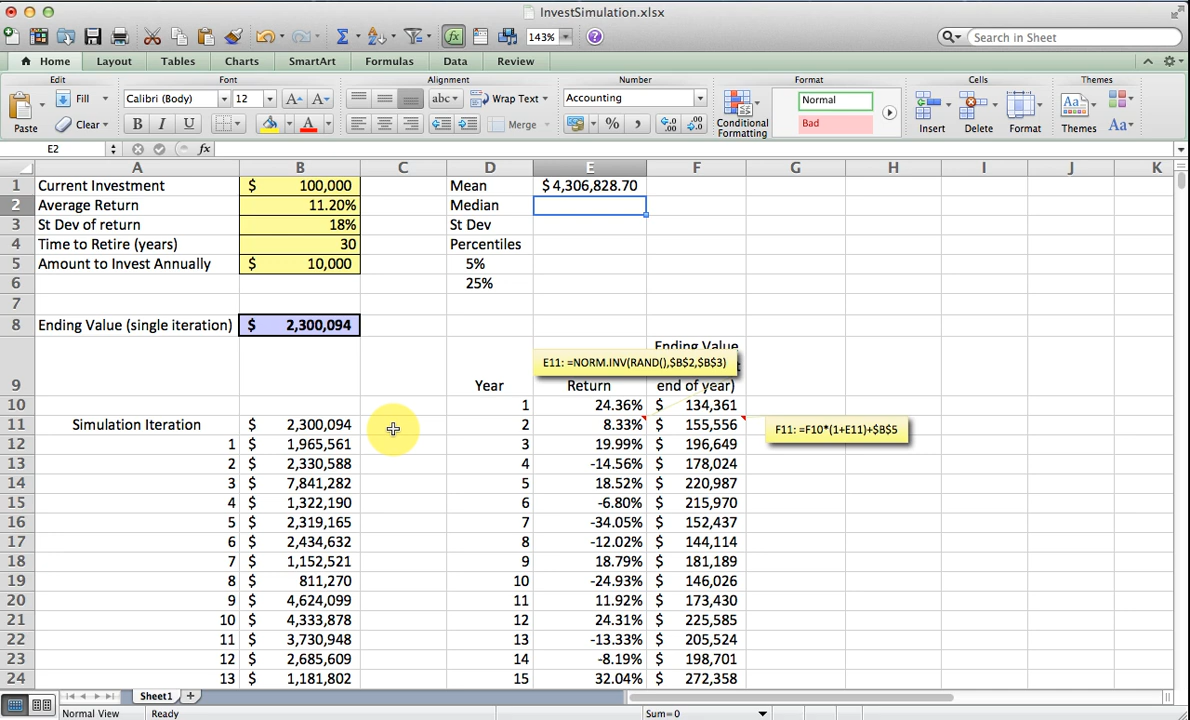 InvestSimulation.xlsx
143%
Search in Sheet
Home Layout Tables Charts SmartArt Formulas Data Review
Edit Font Alignment Number Format Cells Themes
Paste Fill Clear
Calibri (Body) 12
B I U
abc Wrap Text
Merge
Accounting
Conditional Formatting
Normal
Bad
Insert Delete Format Themes Aa
E2 fx
A B C D E F G H I J K
1 Current Investment $ 100,000 Mean $4,306,828.70
2 Average Return 11.20% Median
3 St Dev of return 18% St Dev
4 Time to Retire (years) 30 Percentiles
5 Amount to Invest Annually $ 10,000 5%
6 25%
7
8 Ending Value (single iteration) $ 2,300,094
Ending Value
E11: =NORM.INV(RAND(),$B$2,$B$3)
9 Year Return end of year)
10 1 24.36% $ 134,361
11 Simulation Iteration $ 2,300,094 2 8.33% $ 155,556 F11: =F10*(1+E11)+$B$5
12 1 $ 1,965,561 3 19.99% $ 196,649
13 2 $ 2,330,588 4 -14.56% $ 178,024
14 3 $ 7,841,282 5 18.52% $ 220,987
15 4 $ 1,322,190 6 -6.80% $ 215,970
16 5 $ 2,319,165 7 -34.05% $ 152,437
17 6 $ 2,434,632 8 -12.02% $ 144,114
18 7 $ 1,152,521 9 18.79% $ 181,189
19 8 $ 811,270 10 -24.93% $ 146,026
20 9 $ 4,624,099 11 11.92% $ 173,430
21 10 $ 4,333,878 12 24.31% $ 225,585
22 11 $ 3,730,948 13 -13.33% $ 205,524
23 12 $ 2,685,609 14 -8.19% $ 198,701
24 13 $ 1,181,802 15 32.04% $ 272,358
Sheet1
Normal View Ready Sum=0